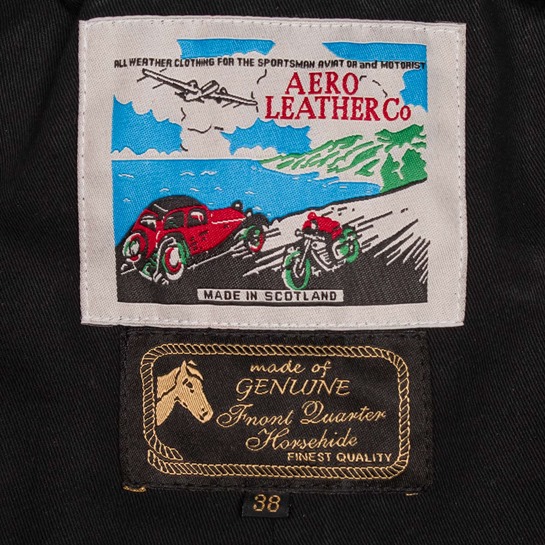 ALL WEATHER CLOTHING FOR THE SPORTSMAN AVIATOR and MOTORIST
AERO
LEATHER Co
MADE IN SCOTLAND
made of
GENUINE
Front Quarter
Horsehide
FINEST QUALITY
38